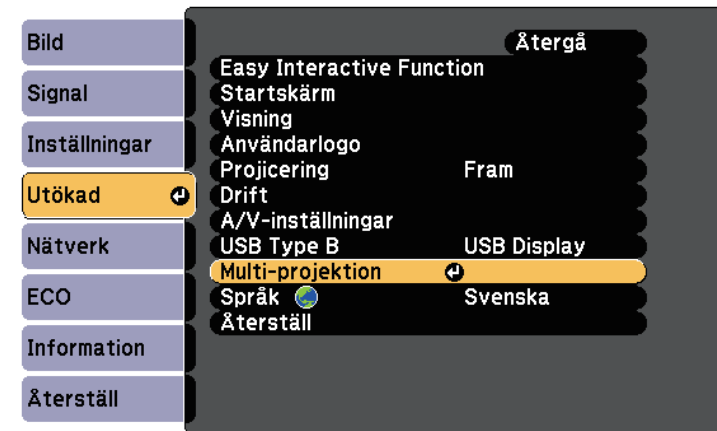 Bild
Signal
Inställningar
Utökad
Nätverk
ECO
Information
Återställ
Återgå
Easy Interactive Function
Startskärm
Visning
Användarlogo
Projicering Fram
Drift
A/V-inställningar
USB Type B USB Display
Multi-projektion
Språk Svenska
Återställ